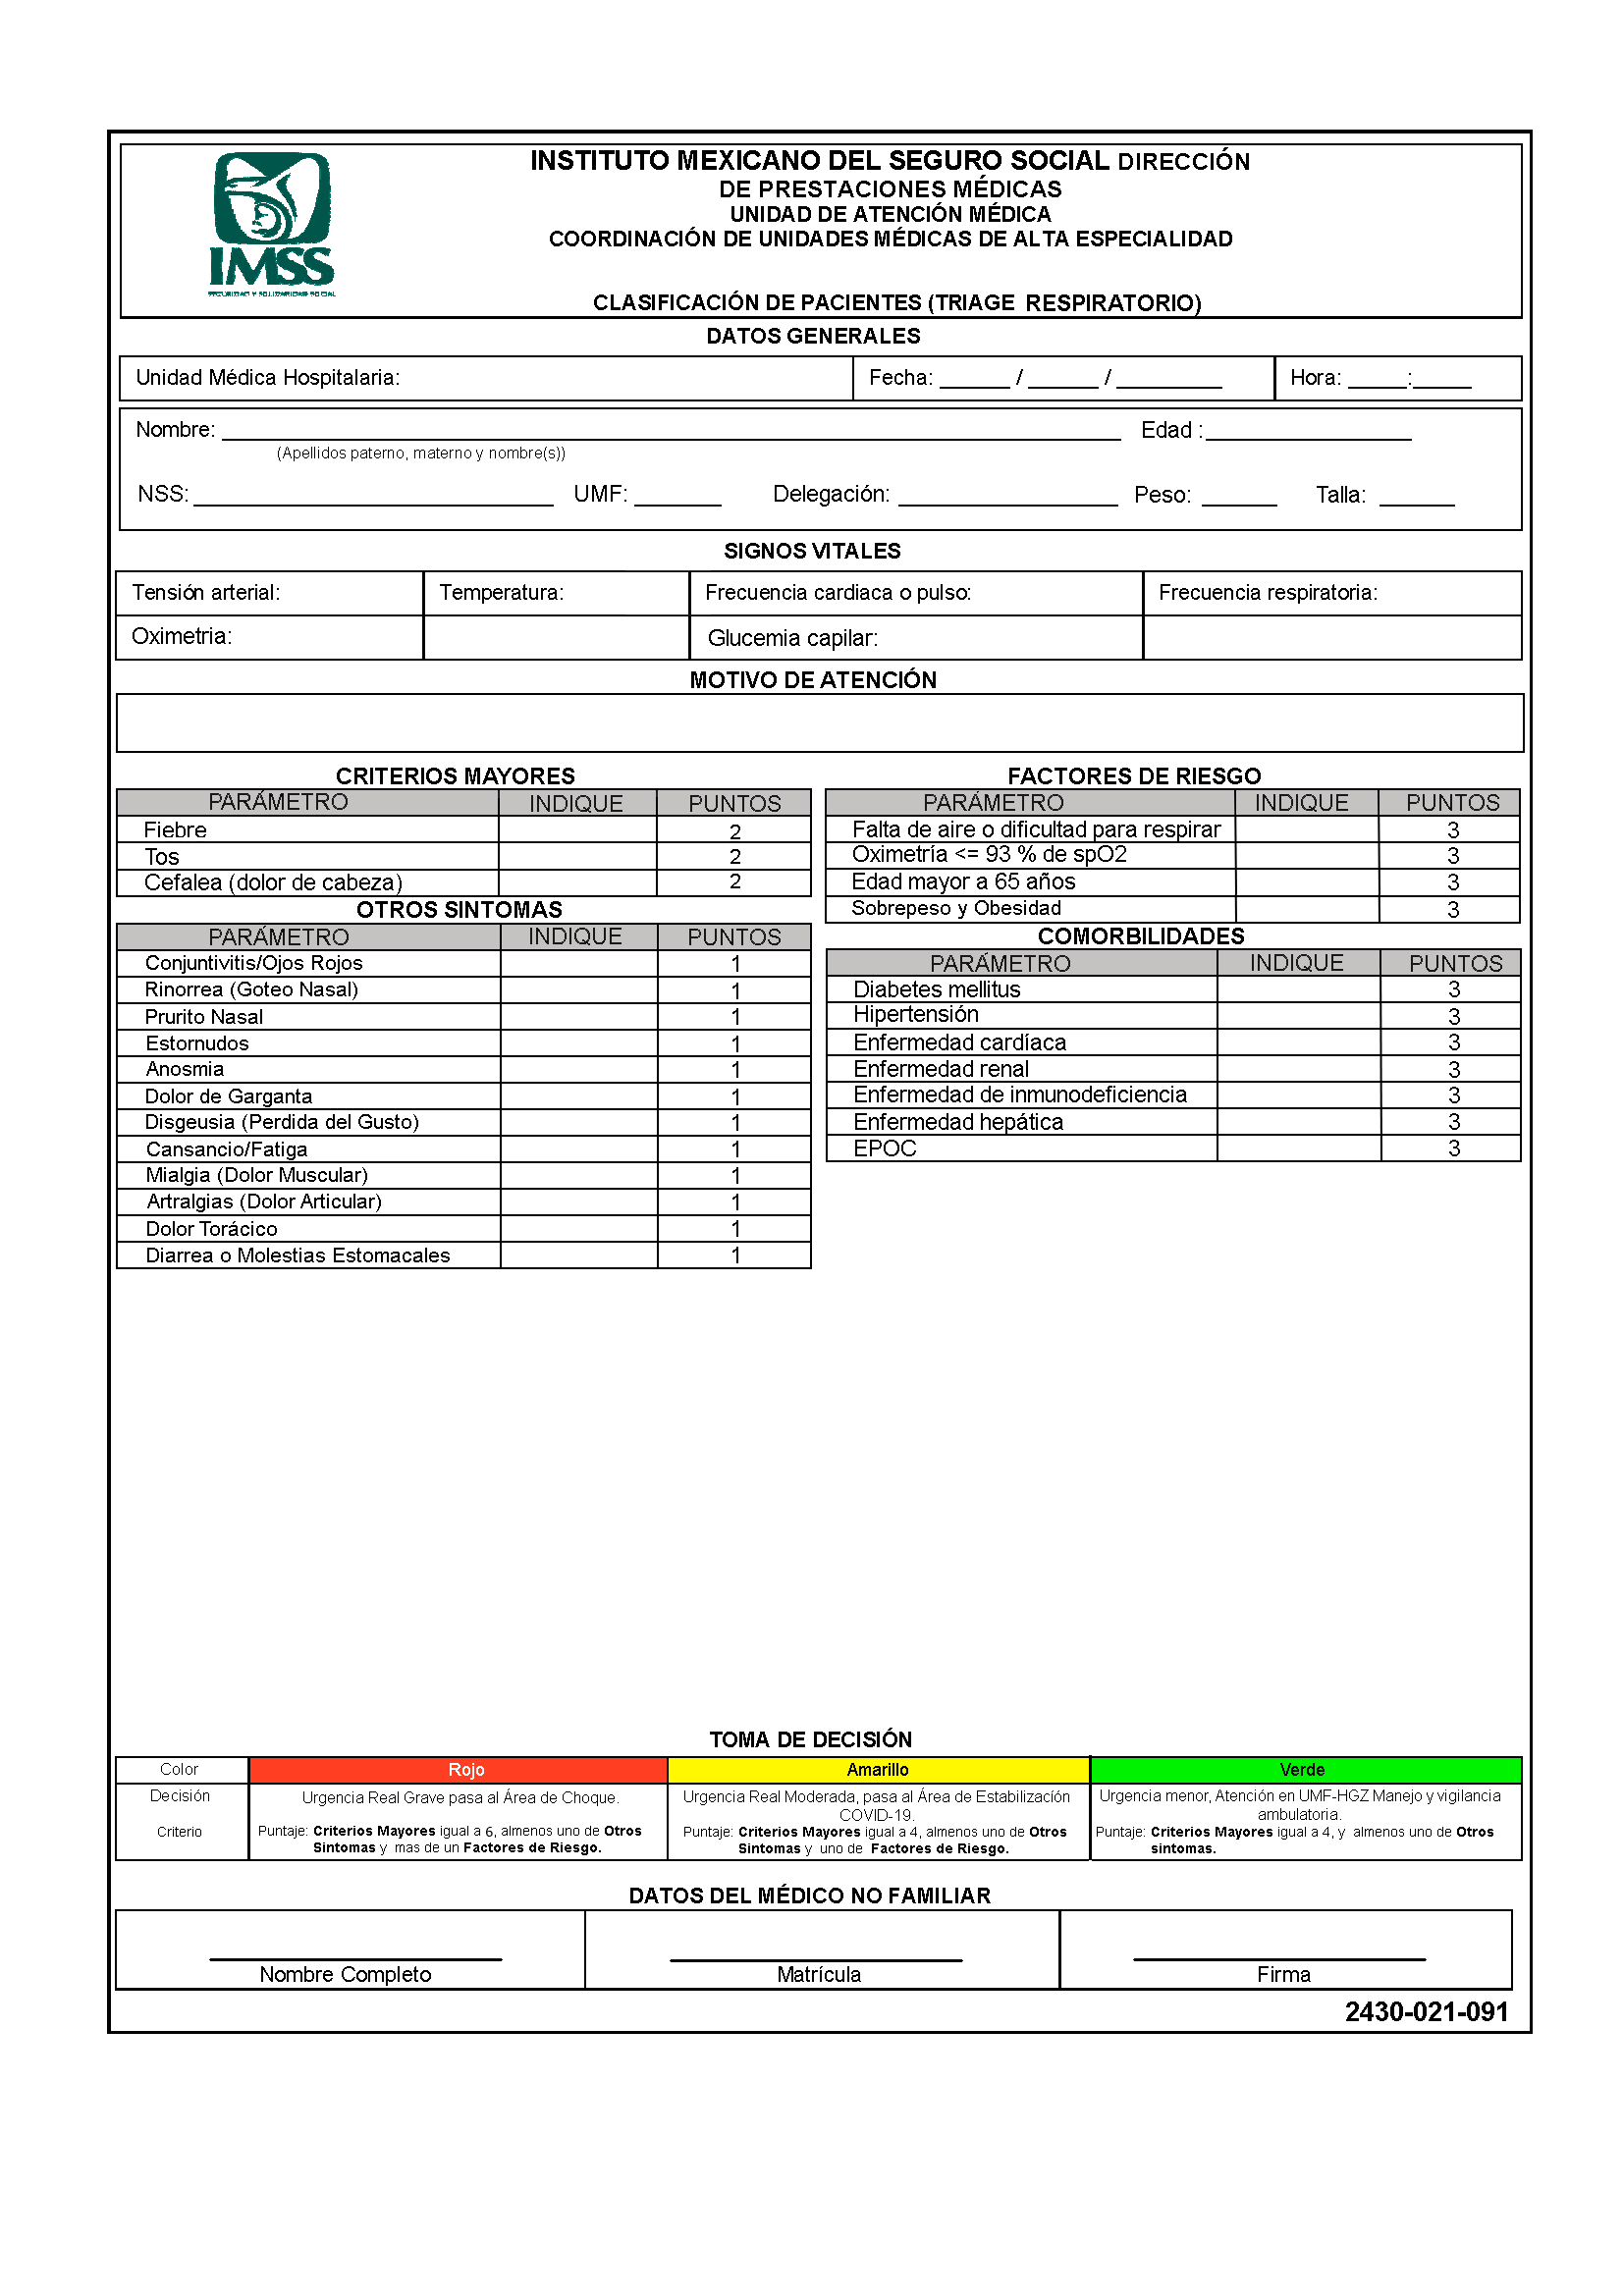 INSTITUTO MEXICANO DEL SEGURO SOCIAL DIRECCIÓN
DE PRESTACIONES MÉDICAS
UNIDAD DE ATENCIÓN MÉDICA
COORDINACIÓN DE UNIDADES MÉDICAS DE ALTA ESPECIALIDAD
IMSS
SEGURIDAD Y SOLIDARIDAD SOCIAL
CLASIFICACIÓN DE PACIENTES (TRIAGE RESPIRATORIO)
DATOS GENERALES
Unidad Médica Hospitalaria: Fecha: ______ / ______ / _________ Hora: _____:_____
Nombre: ____________________ Edad :__________
(Apellidos paterno, materno y nombre(s))
NSS: ____________________ UMF: _______ Delegación: __________ Peso: ______ Talla: ______
SIGNOS VITALES
Tensión arterial: Temperatura: Frecuencia cardiaca o pulso: Frecuencia respiratoria:
Oximetria: Glucemia capilar:
MOTIVO DE ATENCIÓN
CRITERIOS MAYORES
PARÁMETRO INDIQUE PUNTOS
Fiebre 2
Tos 2
Cefalea (dolor de cabeza) 2
OTROS SINTOMAS
PARÁMETRO INDIQUE PUNTOS
Conjuntivitis/Ojos Rojos 1
Rinorrea (Goteo Nasal) 1
Prurito Nasal 1
Estornudos 1
Anosmia 1
Dolor de Garganta 1
Disgeusia (Perdida del Gusto) 1
Cansancio/Fatiga 1
Mialgia (Dolor Muscular) 1
Artralgias (Dolor Articular) 1
Dolor Torácico 1
Diarrea o Molestias Estomacales 1
FACTORES DE RIESGO
PARÁMETRO INDIQUE PUNTOS
Falta de aire o dificultad para respirar 3
Oximetría <= 93 % de spO2 3
Edad mayor a 65 años 3
Sobrepeso y Obesidad 3
COMORBILIDADES
PARÁMETRO INDIQUE PUNTOS
Diabetes mellitus 3
Hipertensión 3
Enfermedad cardíaca 3
Enfermedad renal 3
Enfermedad de inmunodeficiencia 3
Enfermedad hepática 3
EPOC 3
TOMA DE DECISIÓN
Color Rojo Amarillo Verde
Decisión
Criterio
Urgencia Real Grave pasa al Área de Choque.
Puntaje: Criterios Mayores igual a 6, almenos uno de Otros
Sintomas y mas de un Factores de Riesgo.
Urgencia Real Moderada, pasa al Área de Estabilización
COVID-19.
Puntaje: Criterios Mayores igual a 4, almenos uno de Otros
Sintomas y uno de Factores de Riesgo.
Urgencia menor, Atención en UMF-HGZ Manejo y vigilancia
ambulatoria.
Puntaje: Criterios Mayores igual a 4, y almenos uno de Otros
sintomas.
DATOS DEL MÉDICO NO FAMILIAR
Nombre Completo Matrícula Firma
2430-021-091